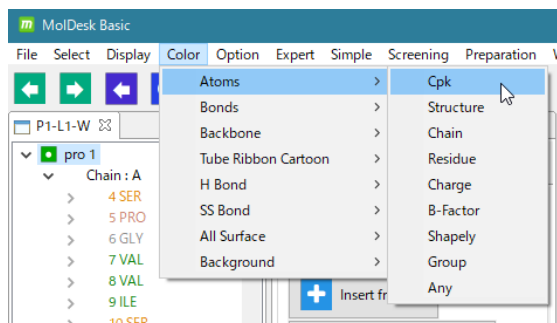 MolDesk Basic
File Select Display Color Option Expert Simple Screening Preparation
P1-L1-W
pro 1
Chain : A
4 SER
5 PRO
6 GLY
7 VAL
8 VAL
9 ILE
10 SER
Atoms
Bonds
Backbone
Tube Ribbon Cartoon
H Bond
SS Bond
All Surface
Background
Cpk
Structure
Chain
Residue
Charge
B-Factor
Shapely
Group
Any
Insert fr